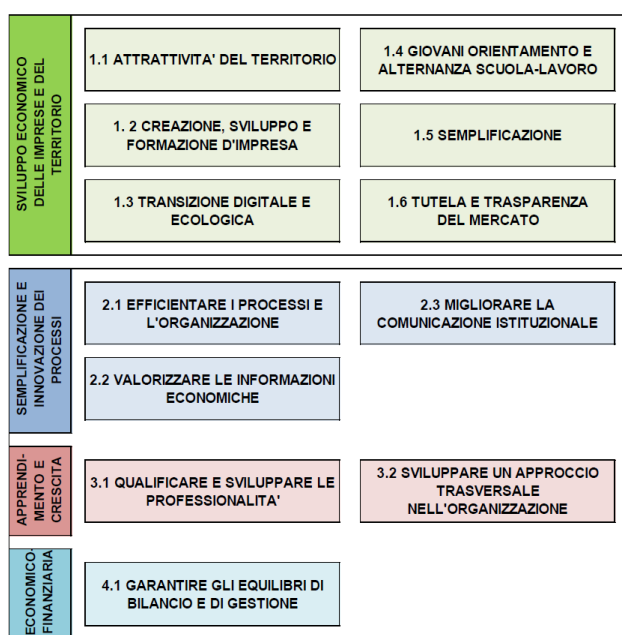 SVILUPPO ECONOMICO
DELLE IMPRESE E DEL
TERRITORIO
1.1 ATTRATTIVITA' DEL TERRITORIO
1.4 GIOVANI ORIENTAMENTO E
ALTERNANZA SCUOLA-LAVORO
1. 2 CREAZIONE, SVILUPPO E
FORMAZIONE D'IMPRESA
1.5 SEMPLIFICAZIONE
1.3 TRANSIZIONE DIGITALE E
ECOLOGICA
1.6 TUTELA E TRASPARENZA
DEL MERCATO
SEMPLIFICAZIONE E
INNOVAZIONE DEI
PROCESSI
2.1 EFFICIENTARE I PROCESSI E
L'ORGANIZZAZIONE
2.3 MIGLIORARE LA
COMUNICAZIONE ISTITUZIONALE
2.2 VALORIZZARE LE INFORMAZIONI
ECONOMICHE
APPRENDI-
MENTO E
CRESCITA
3.1 QUALIFICARE E SVILUPPARE LE
PROFESSIONALITA'
3.2 SVILUPPARE UN APPROCCIO
TRASVERSALE
NELL'ORGANIZZAZIONE
ECONOMICO-
FINANZIARIA
4.1 GARANTIRE GLI EQUILIBRI DI
BILANCIO E DI GESTIONE